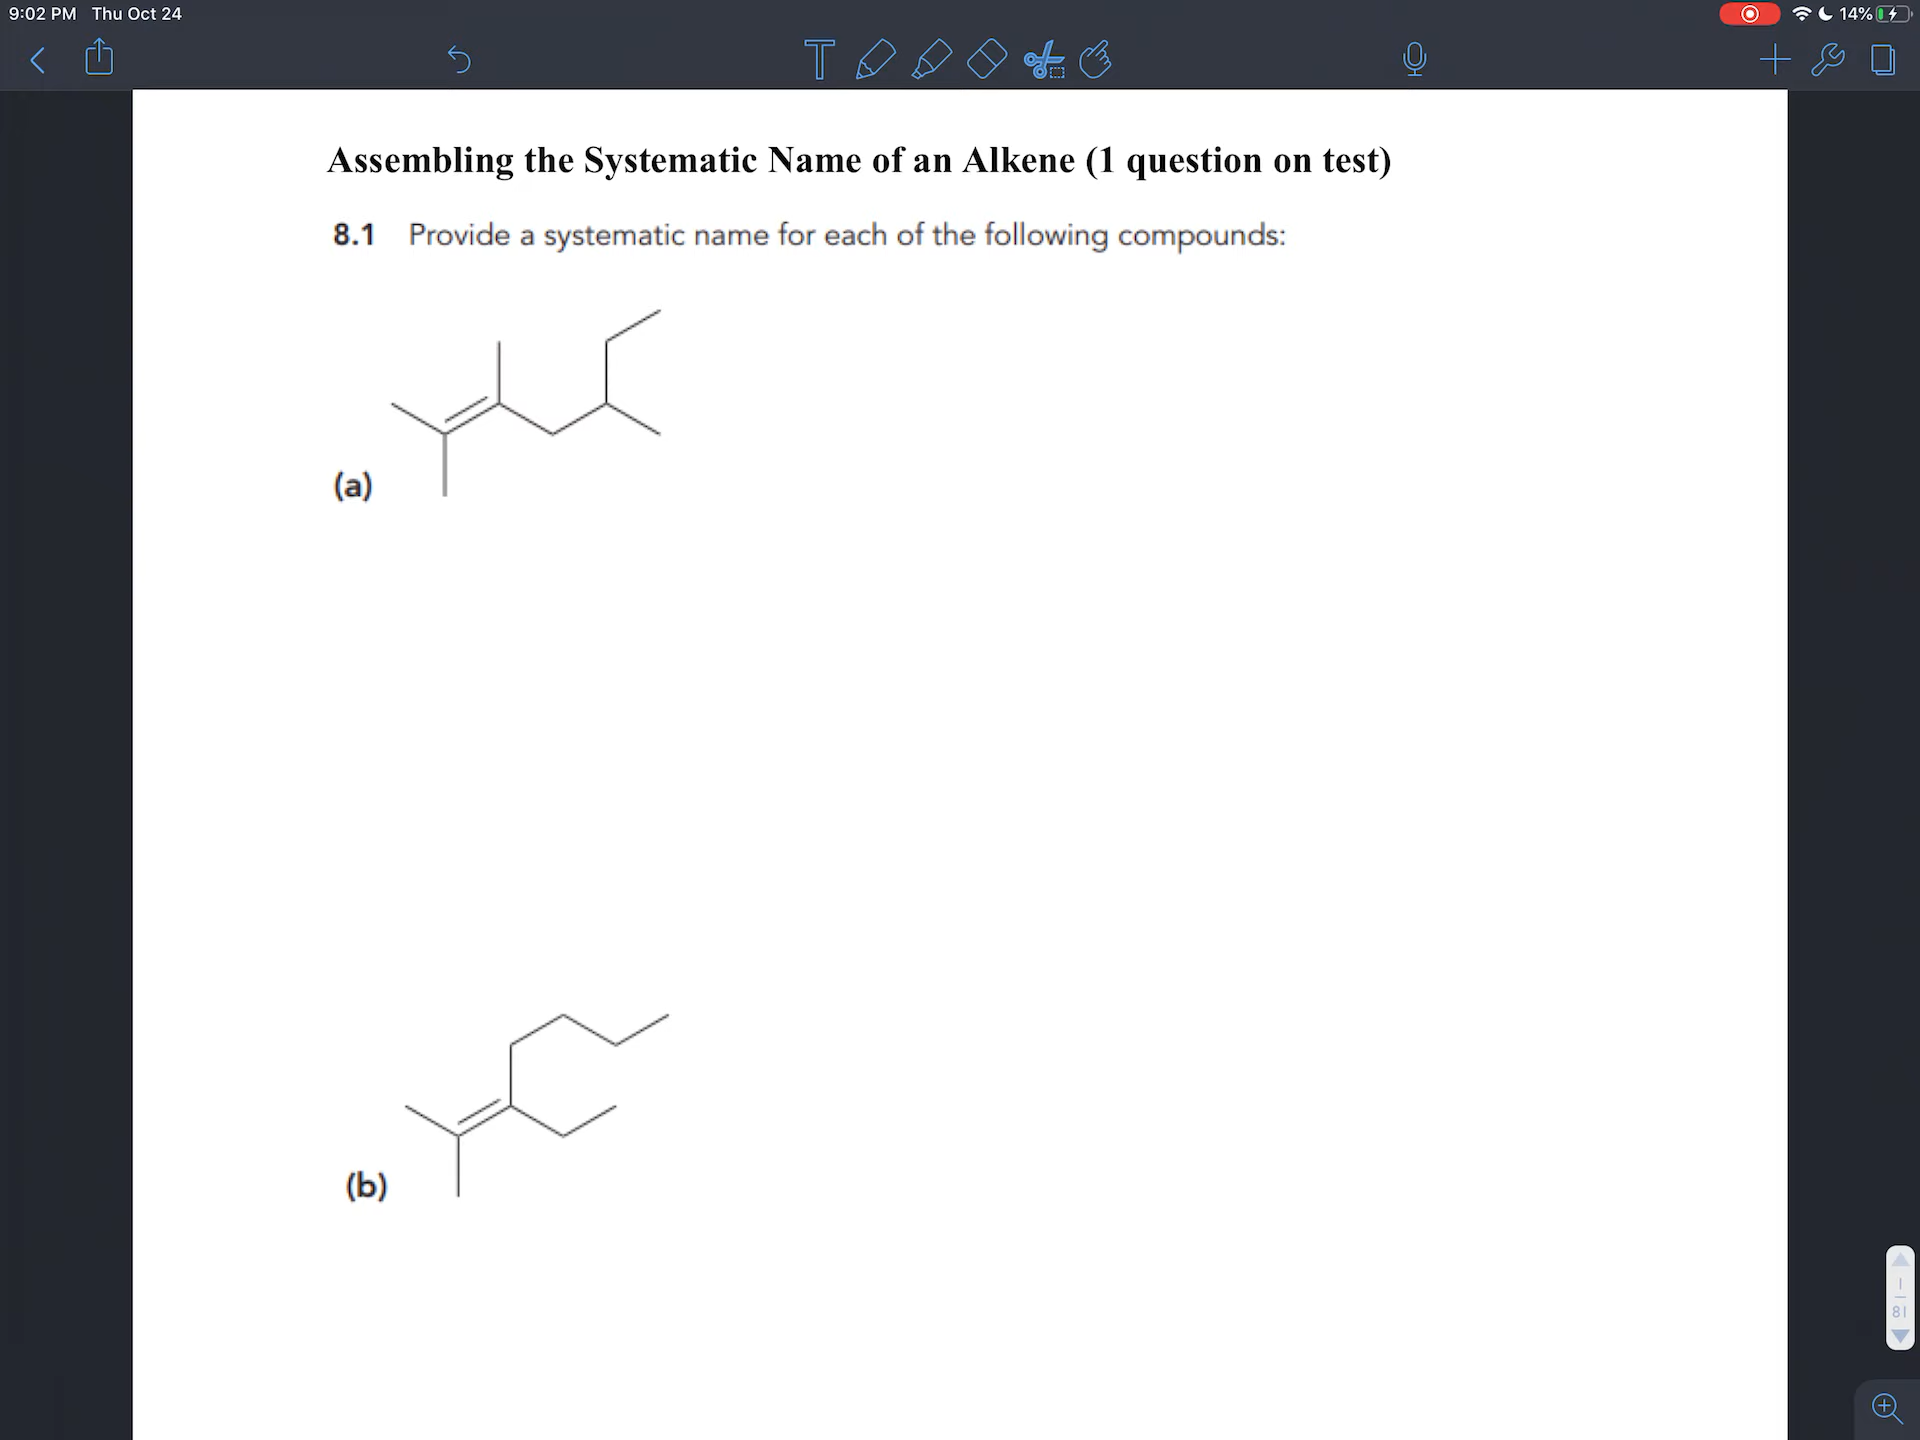 9:02 PM Thu Oct 24
14%
T
Assembling the Systematic Name of an Alkene (1 question on test)
8.1 Provide a systematic name for each of the following compounds:
(a)
(b)
1
81